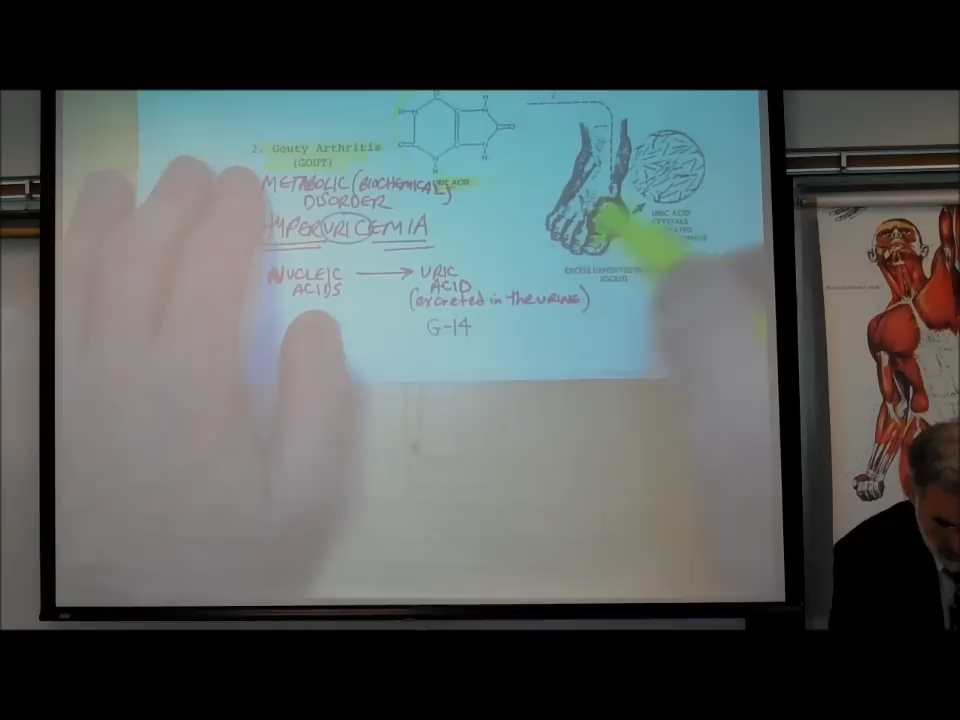 2. Gouty Arthritis
(GOUT)
URIC ACID
METABOLIC (BIOCHEMICAL)
DISORDER
HYPERURICEMIA
NUCLEIC ACIDS → URIC ACID
(excreted in the URINE)
G-14
URIC ACID
CRYSTALS
EXCESS DEPOSITED IN
(GOUT)